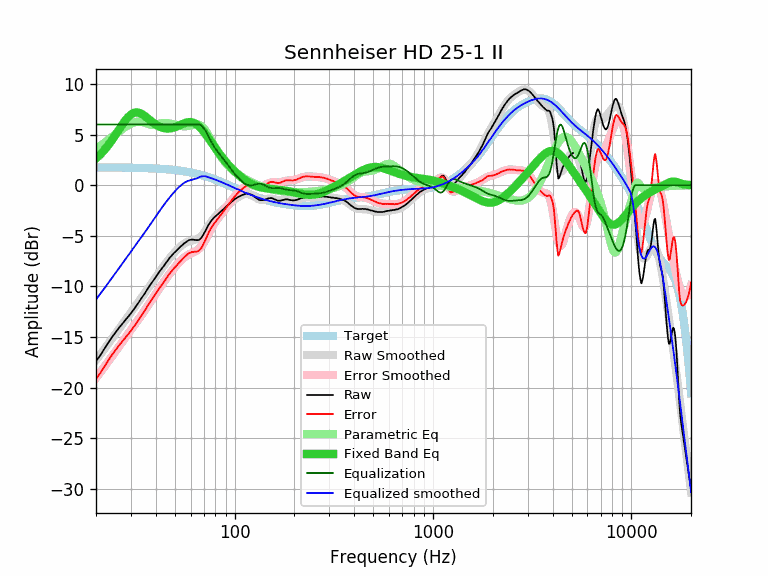 Sennheiser HD 25-1 II
Amplitude (dBr)
10
5
0
−5
−10
−15
−20
−25
−30
Target
Raw Smoothed
Error Smoothed
Raw
Error
Parametric Eq
Fixed Band Eq
Equalization
Equalized smoothed
100
1000
10000
Frequency (Hz)